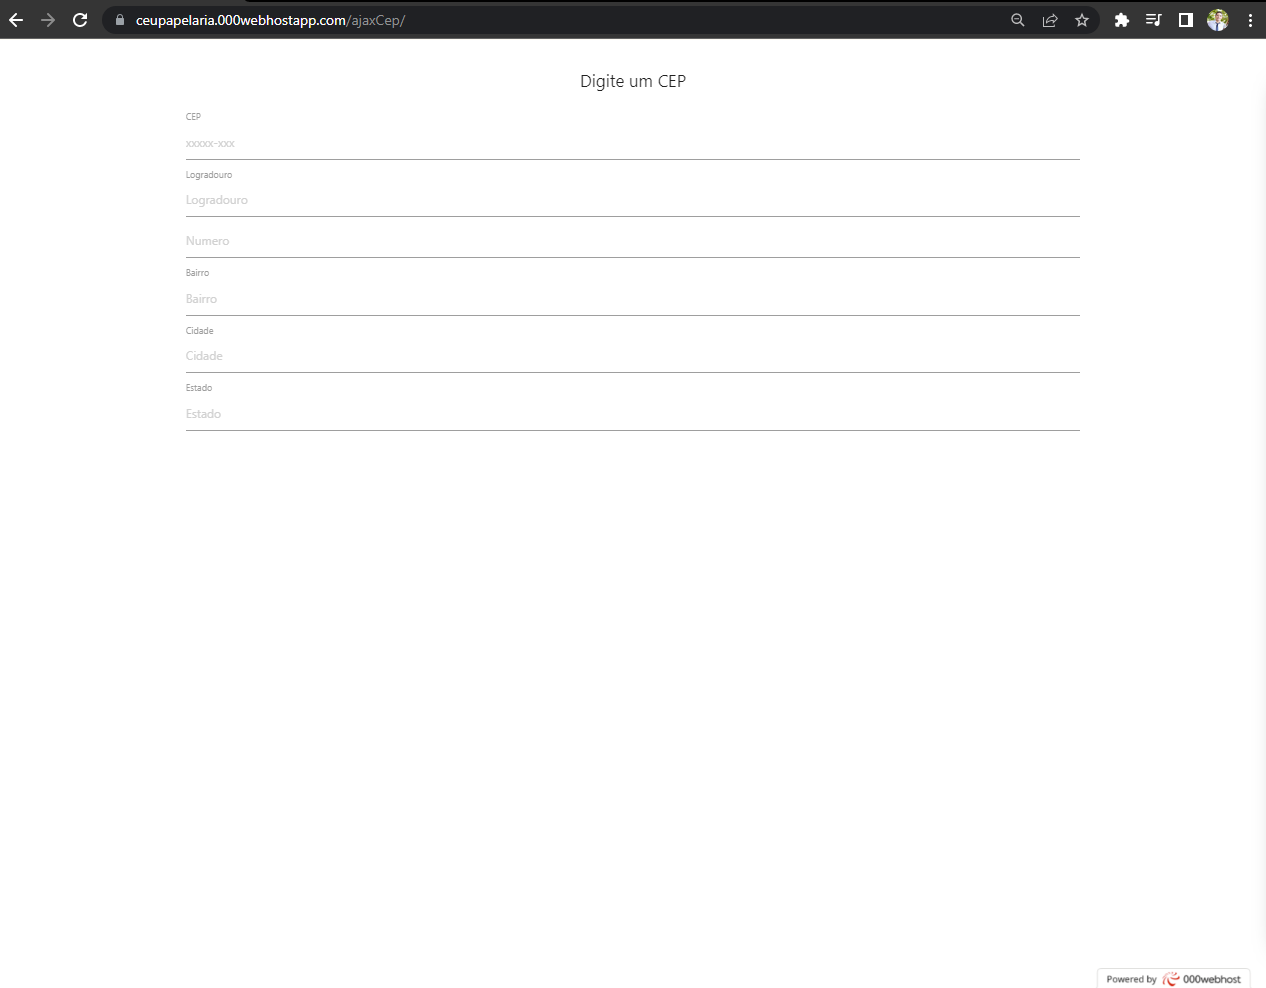 ceupapelaria.000webhostapp.com/ajaxCep/
Digite um CEP
CEP
xxxxx-xxx
Logradouro
Logradouro
Numero
Bairro
Bairro
Cidade
Cidade
Estado
Estado
Powered by 000webhost